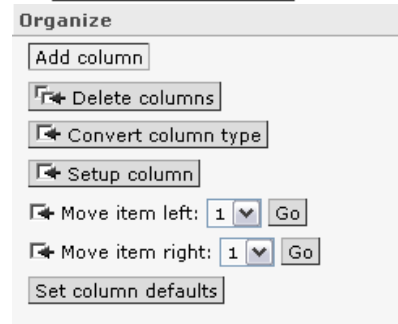 Organize
Add column
Delete columns
Convert column type
Setup column
Move item left: 1 Go
Move item right: 1 Go
Set column defaults